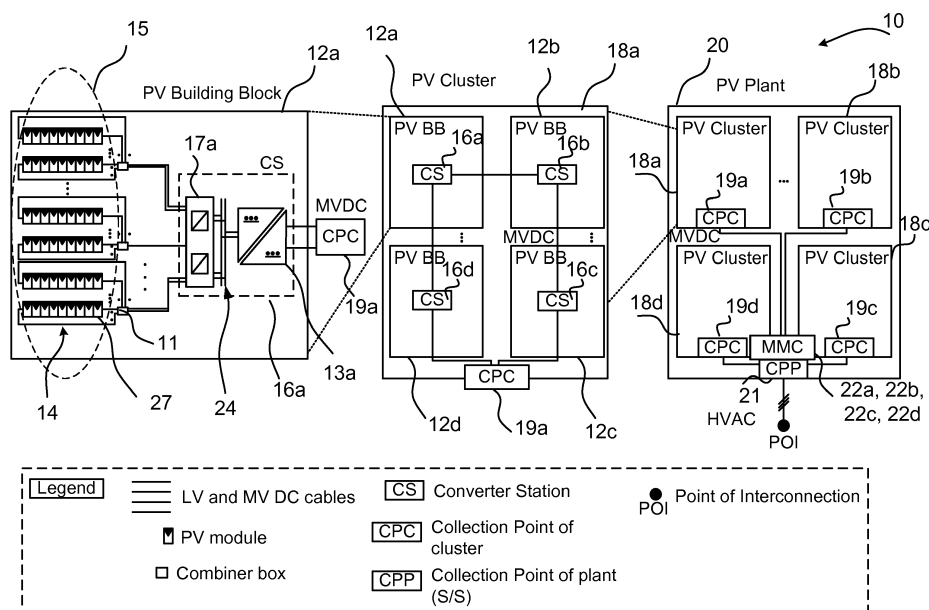 10
15
12a
PV Building Block
17a
CS
MVDC
CPC
19a
11
13a
14
27
24
16a
12a
PV Cluster
12b
18a
PV BB
16a
CS
PV BB
16b
CS
MVDC
PV BB
16d
CS
PV BB
16c
CS
CPC
12d
19a
12c
20
PV Plant
18b
PV Cluster
PV Cluster
18a
19a
CPC
19b
CPC
MVDC
18c
PV Cluster
PV Cluster
18d
19d
CPC
19c
CPC
MMC
CPP
21
22a, 22b,
22c, 22d
HVAC
POI
Legend
LV and MV DC cables
PV module
Combiner box
CS
Converter Station
CPC
Collection Point of
cluster
CPP
Collection Point of plant
(S/S)
POI
Point of Interconnection